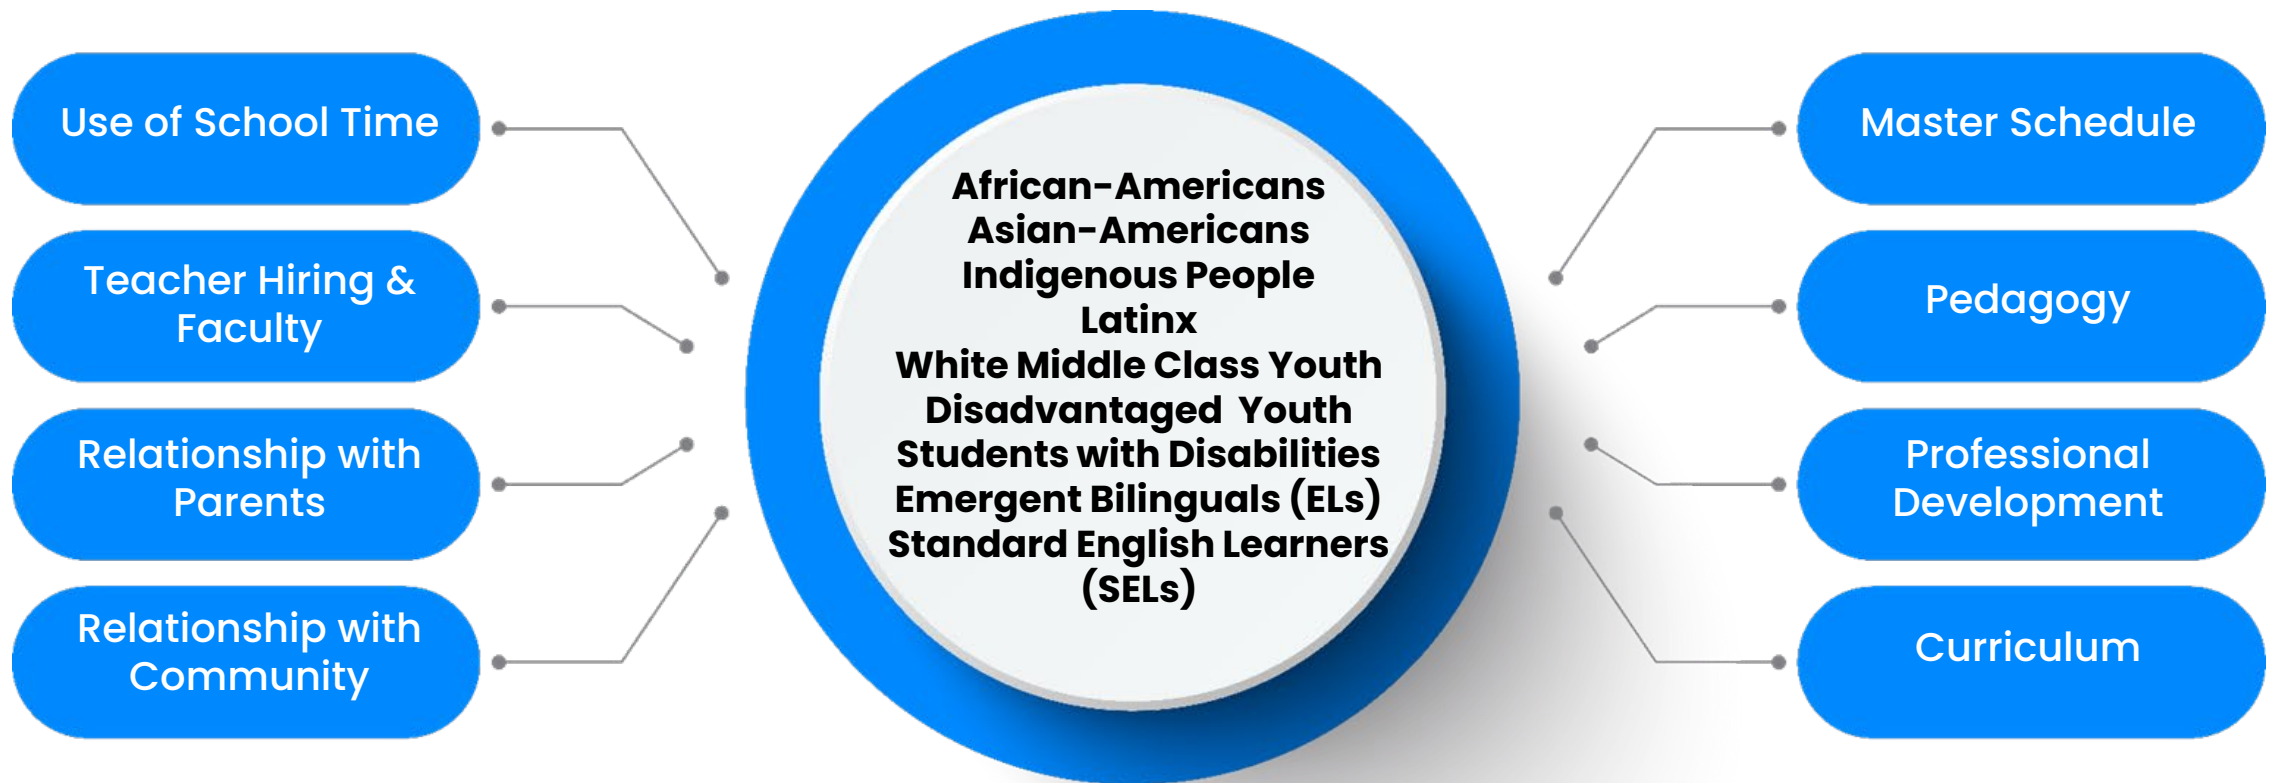 Use of School Time
Teacher Hiring &
Faculty
Relationship with
Parents
Relationship with
Community
African-Americans
Asian-Americans
Indigenous People
Latinx
White Middle Class Youth
Disadvantaged  Youth
Students with Disabilities
Emergent Bilinguals (ELs)
Standard English Learners
(SELs)
Master Schedule
Pedagogy
Professional
Development
Curriculum